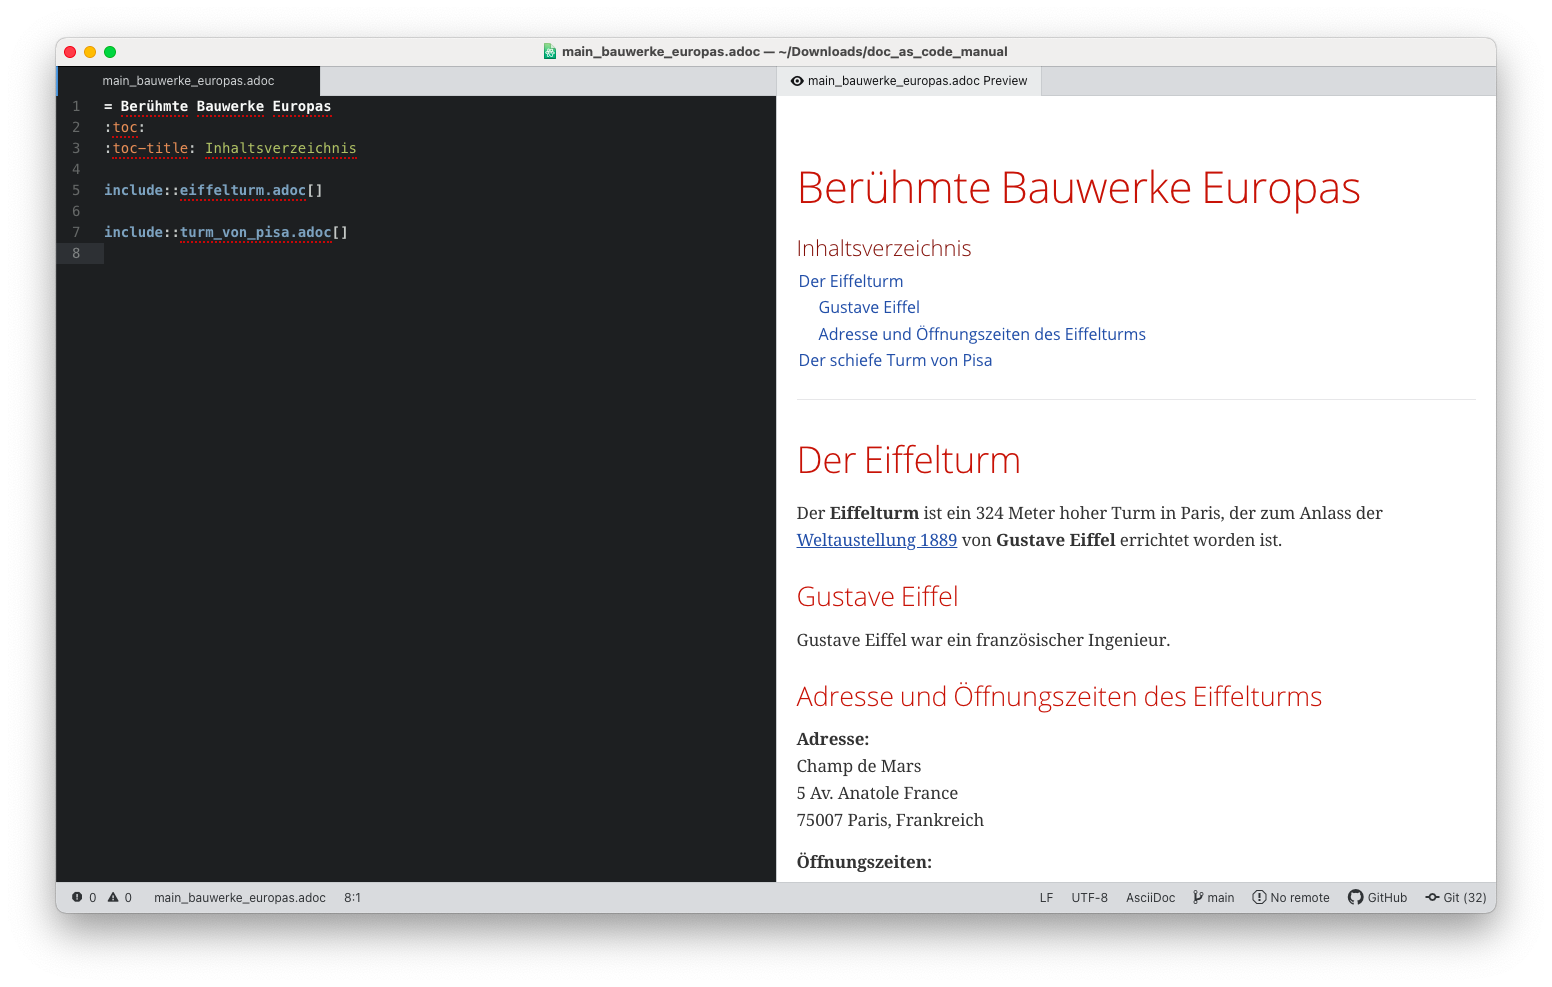 main_bauwerke_europas.adoc — ~/Downloads/doc_as_code_manual
main_bauwerke_europas.adoc
1 = Berühmte Bauwerke Europas
2 :toc:
3 :toc-title: Inhaltsverzeichnis
4
5 include::eiffelturm.adoc[]
6
7 include::turm_von_pisa.adoc[]
8
main_bauwerke_europas.adoc Preview
Berühmte Bauwerke Europas
Inhaltsverzeichnis
Der Eiffelturm
Gustave Eiffel
Adresse und Öffnungszeiten des Eiffelturms
Der schiefe Turm von Pisa
Der Eiffelturm
Der Eiffelturm ist ein 324 Meter hoher Turm in Paris, der zum Anlass der
Weltaustellung 1889 von Gustave Eiffel errichtet worden ist.
Gustave Eiffel
Gustave Eiffel war ein französischer Ingenieur.
Adresse und Öffnungszeiten des Eiffelturms
Adresse:
Champ de Mars
5 Av. Anatole France
75007 Paris, Frankreich
Öffnungszeiten:
0 0 main_bauwerke_europas.adoc 8:1 LF UTF-8 AsciiDoc main No remote GitHub Git (32)